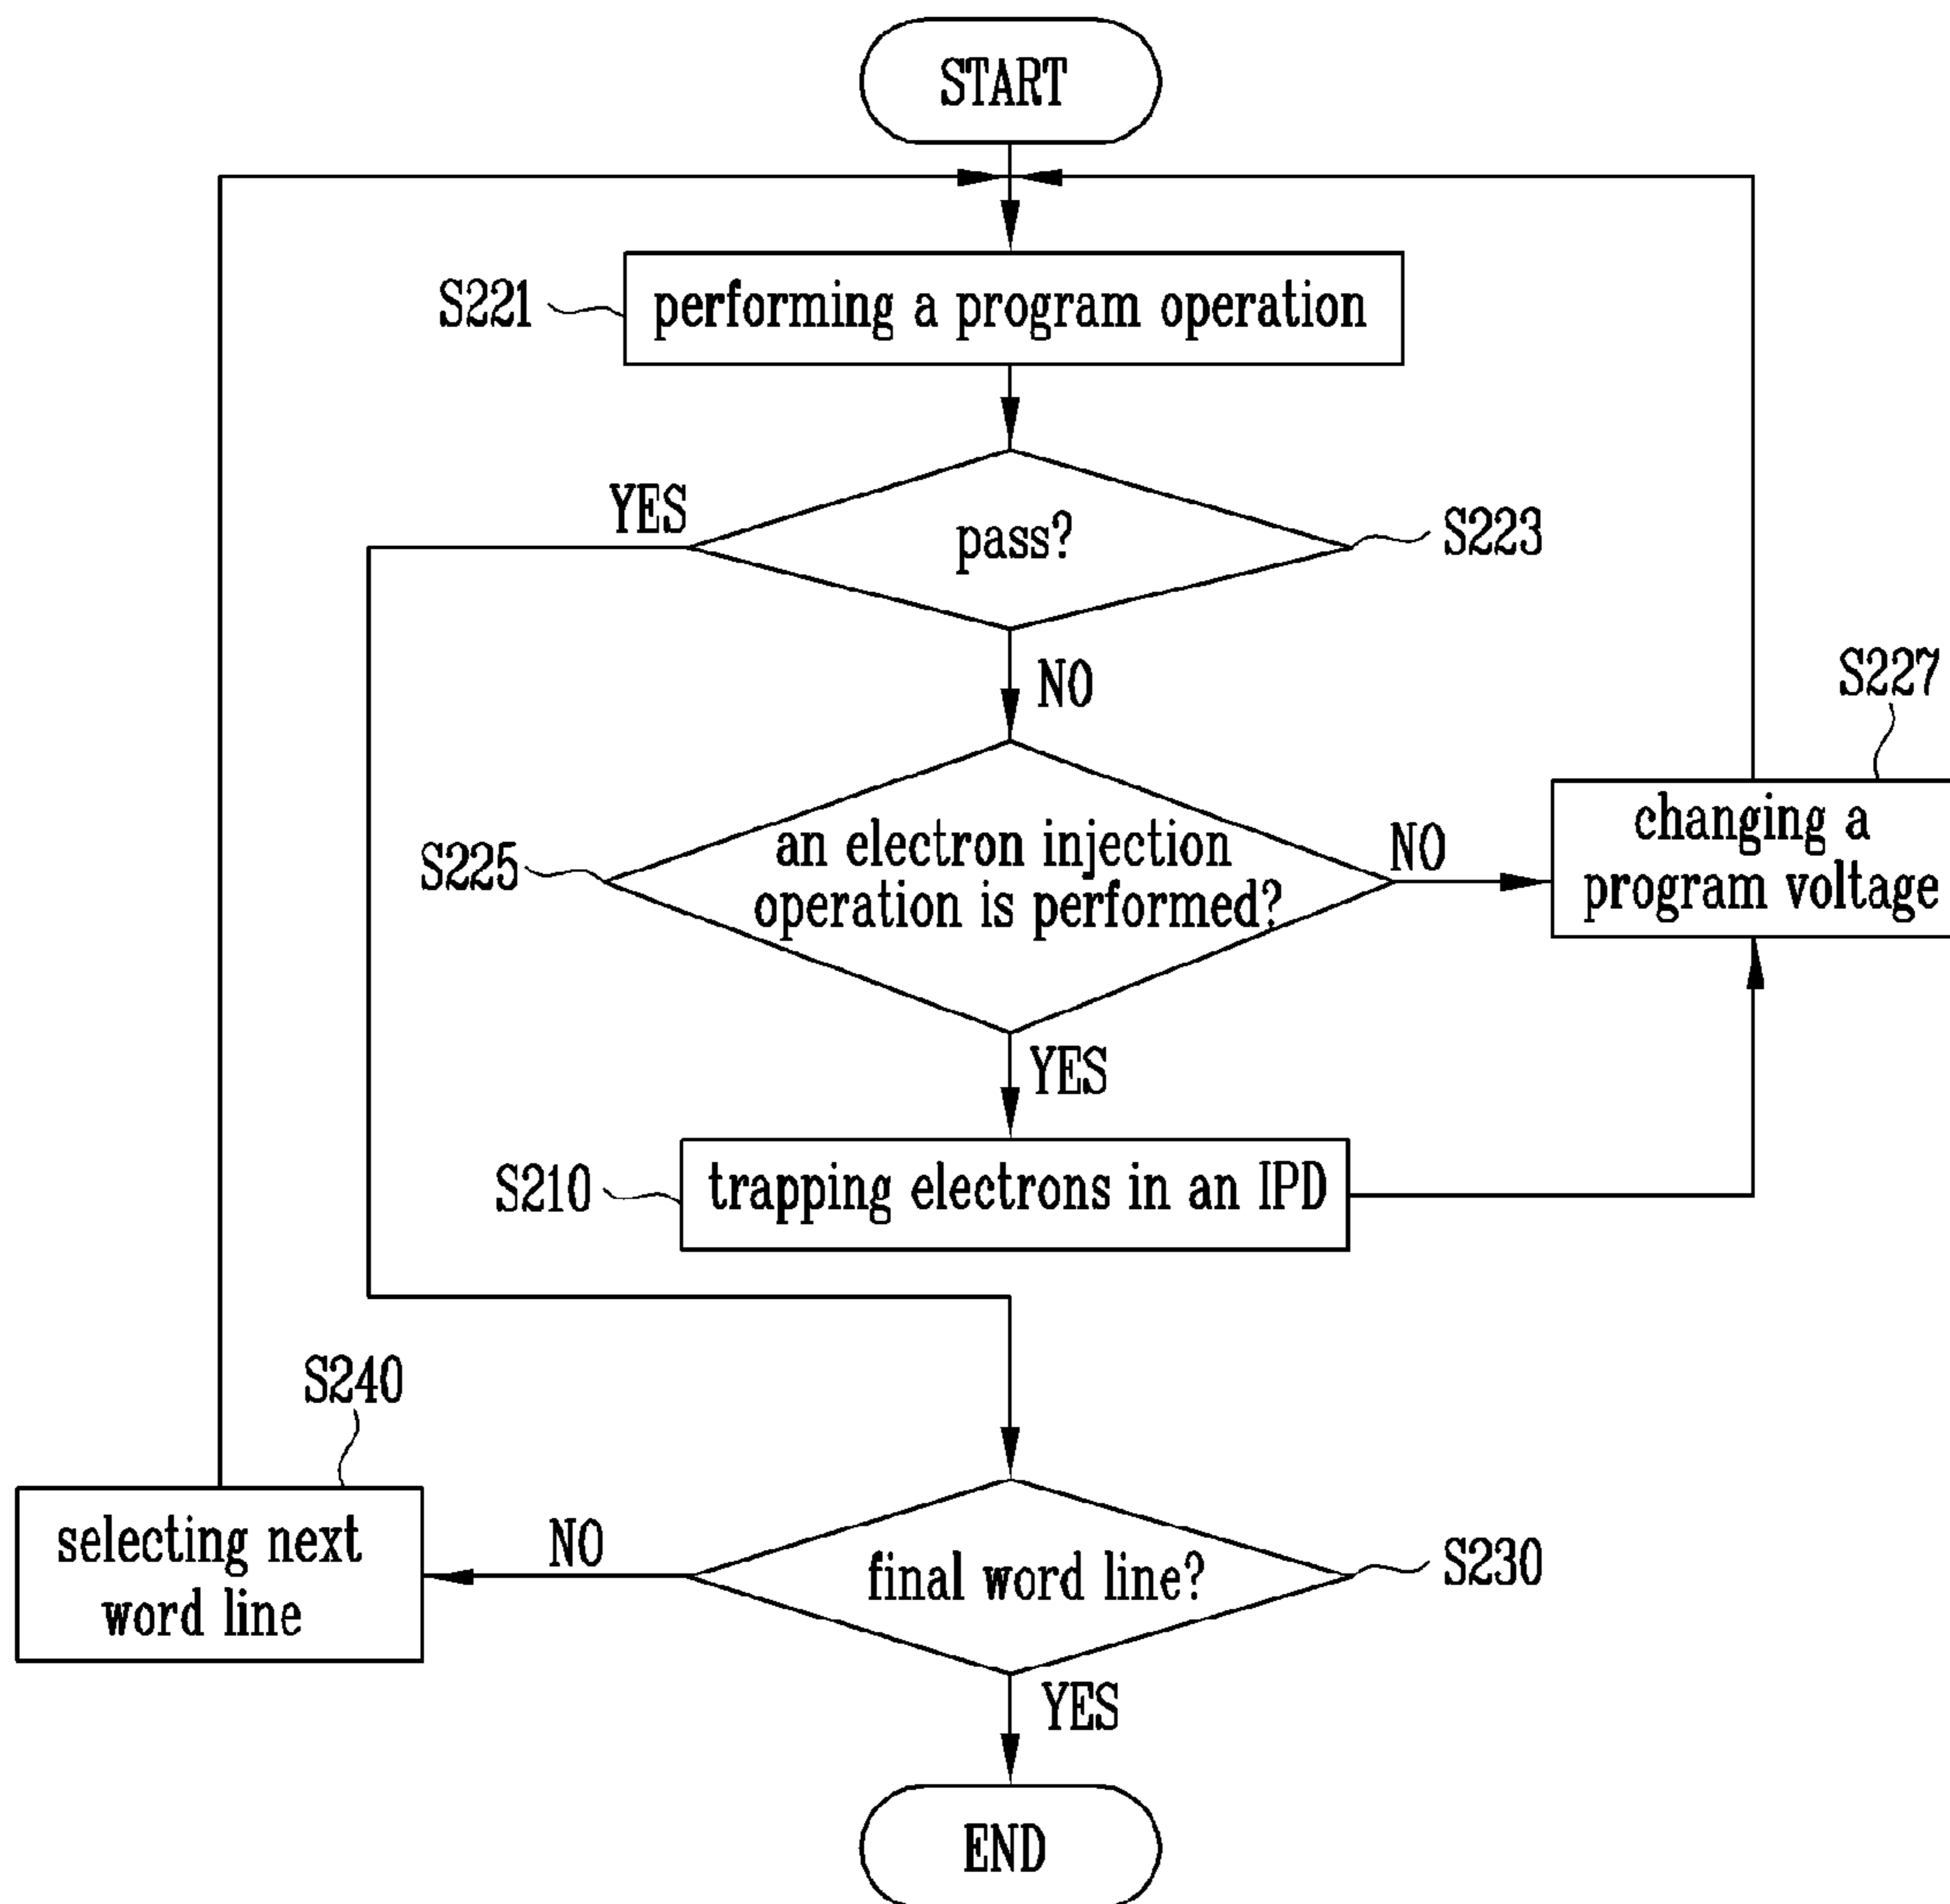 START
S221
performing a program operation
YES
pass?
S223
NO
S227
S225
an electron injection
operation is performed?
NO
changing a
program voltage
YES
S210
trapping electrons in an IPD
S240
selecting next
word line
NO
final word line?
S230
YES
END